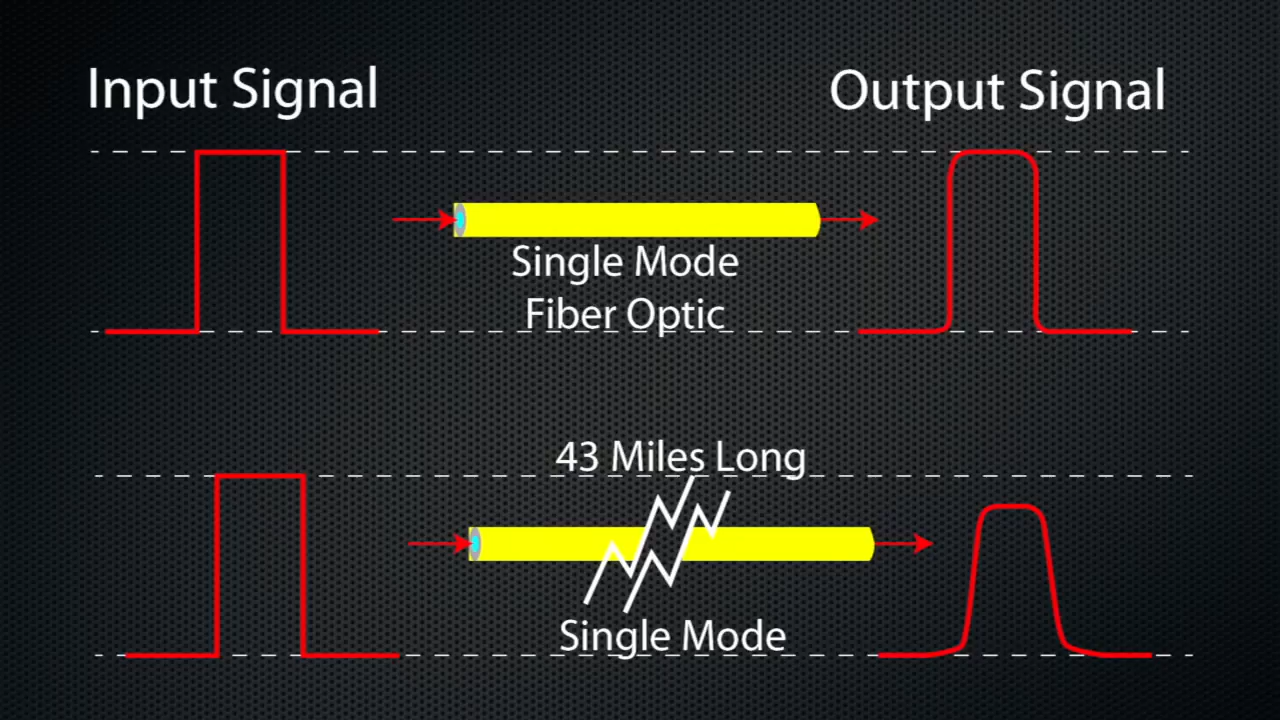 Input Signal
Output Signal
Single Mode
Fiber Optic
43 Miles Long
Single Mode